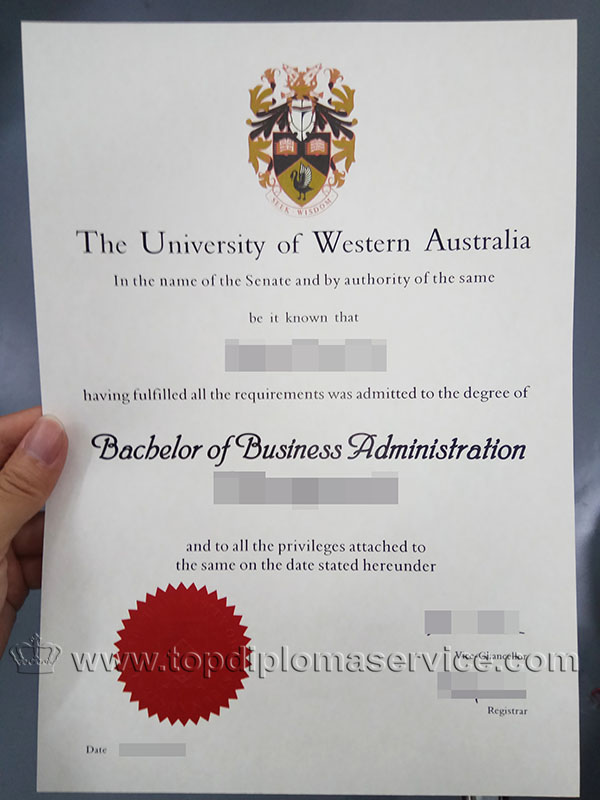 SEEK WISDOM
The University of Western Australia
In the name of the Senate and by authority of the same
be it known that
having fulfilled all the requirements was admitted to the degree of
Bachelor of Business Administration
and to all the privileges attached to
the same on the date stated hereunder
Vice-Chancellor
www.topdiplomaservice.com
Registrar
Date